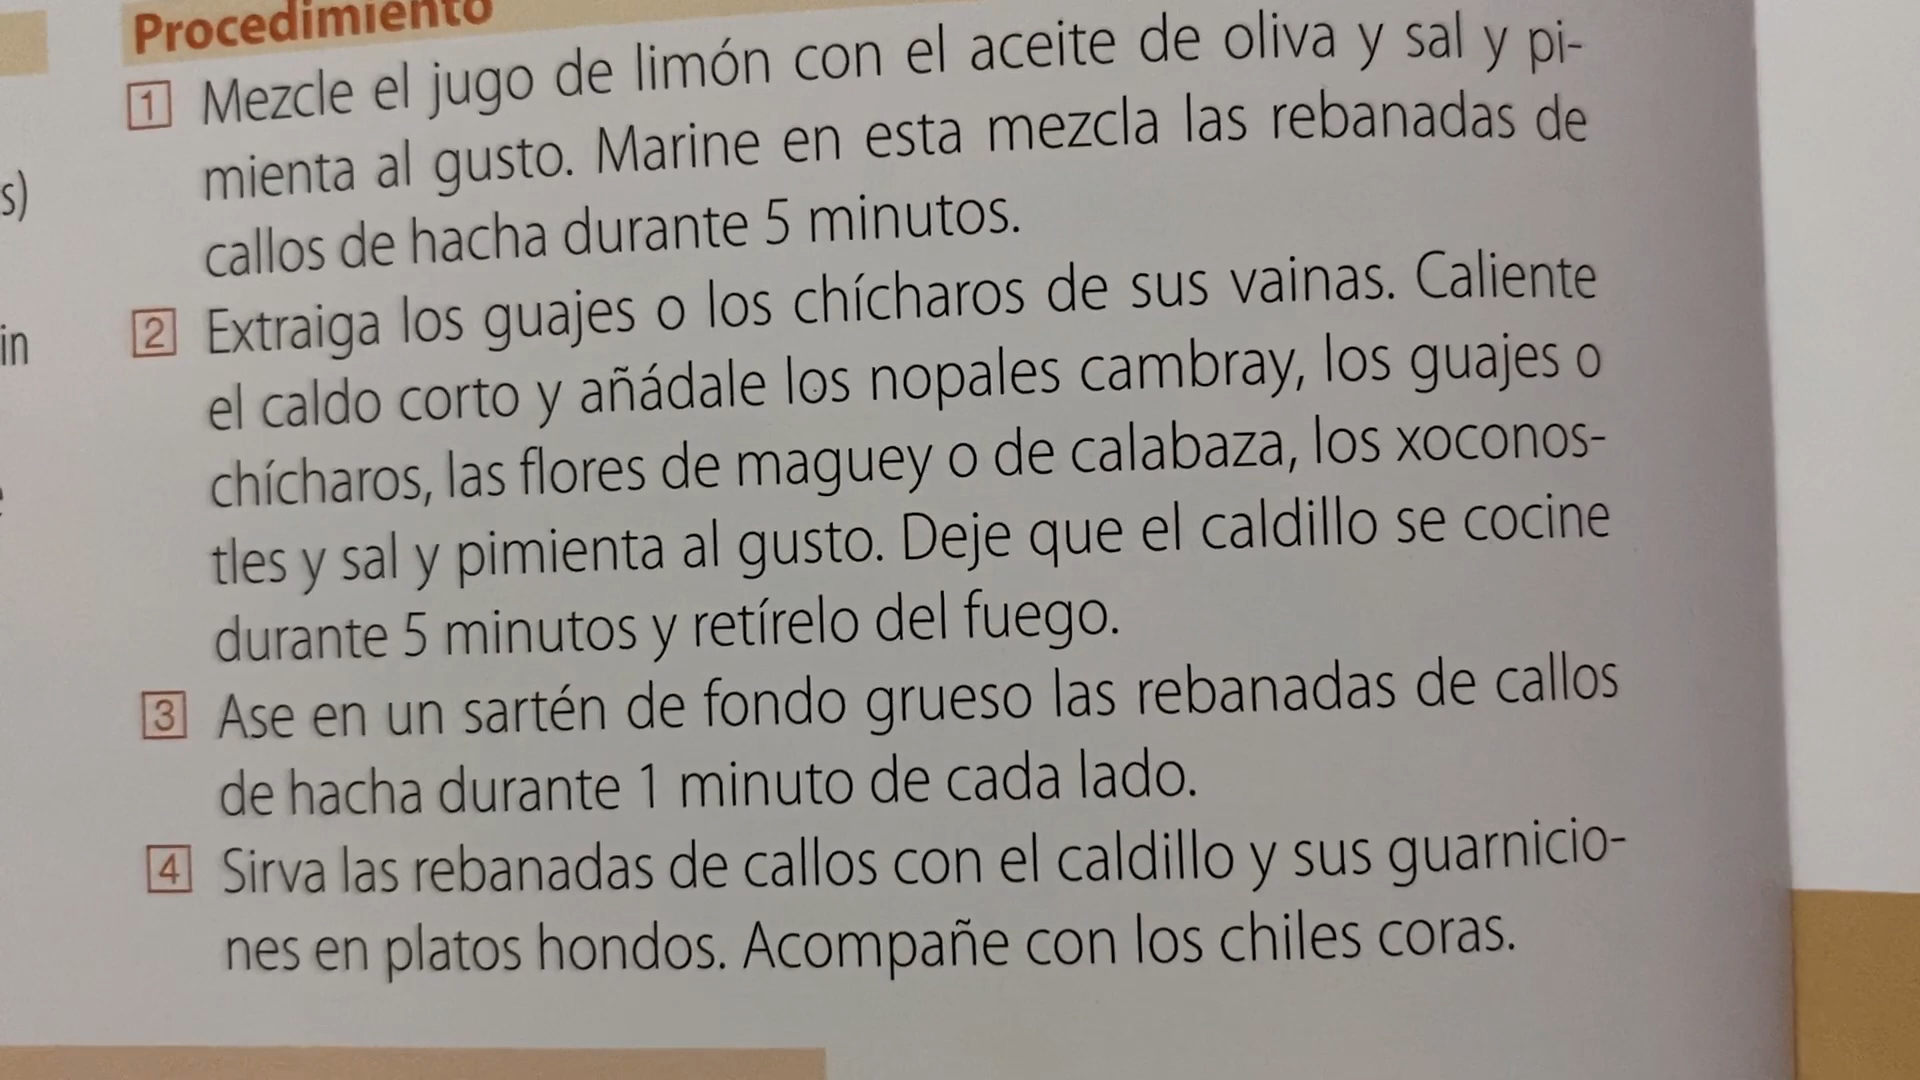 Procedimiento
1 Mezcle el jugo de limón con el aceite de oliva y sal y pi-
mienta al gusto. Marine en esta mezcla las rebanadas de
callos de hacha durante 5 minutos.
2 Extraiga los guajes o los chícharos de sus vainas. Caliente
el caldo corto y añádale los nopales cambray, los guajes o
chícharos, las flores de maguey o de calabaza, los xoconos-
tles y sal y pimienta al gusto. Deje que el caldillo se cocine
durante 5 minutos y retírelo del fuego.
3 Ase en un sartén de fondo grueso las rebanadas de callos
de hacha durante 1 minuto de cada lado.
4 Sirva las rebanadas de callos con el caldillo y sus guarnicio-
nes en platos hondos. Acompañe con los chiles coras.